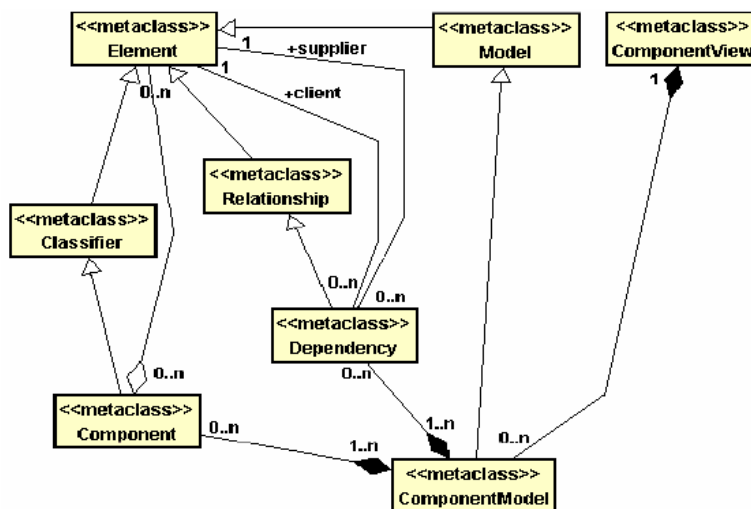 <<metaclass>>
Element
<<metaclass>>
Model
<<metaclass>>
ComponentView
1
+supplier
1
+client
0..n
1
<<metaclass>>
Relationship
<<metaclass>>
Classifier
0..n
0..n
<<metaclass>>
Dependency
0..n
0..n
<<metaclass>>
Component
0..n
1..n
1..n
0..n
<<metaclass>>
ComponentModel